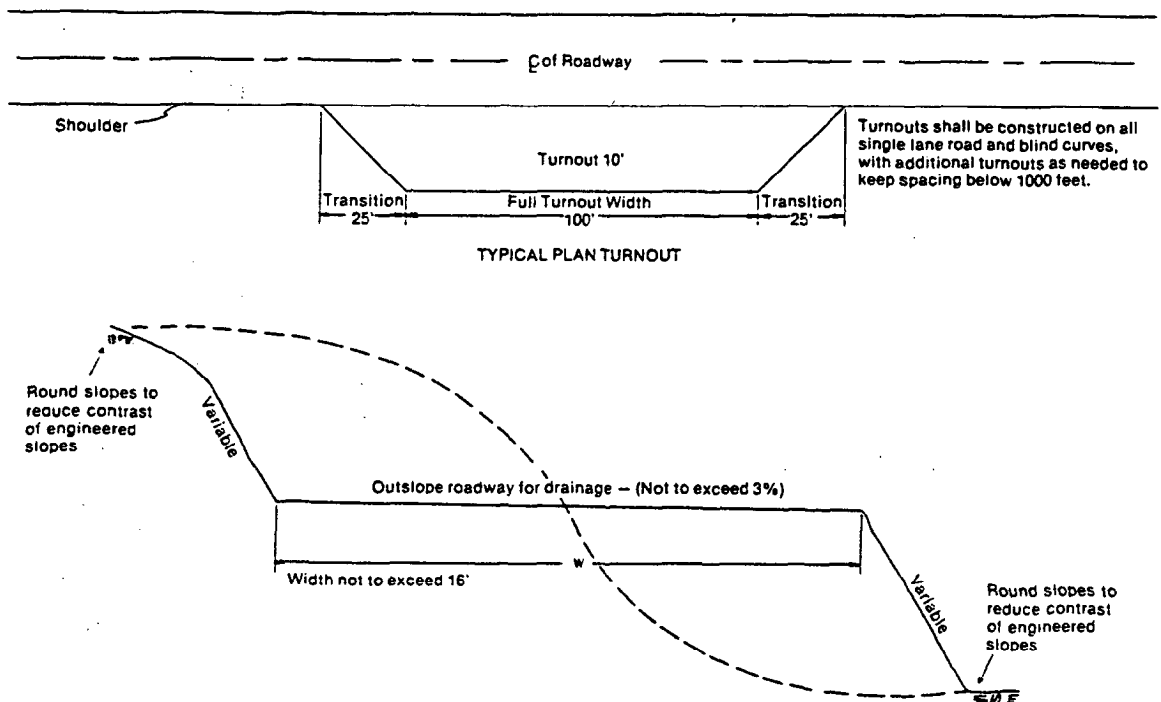 ℄ of Roadway
Shoulder
Turnout 10'
Turnouts shall be constructed on all
single lane road and blind curves,
with additional turnouts as needed to
keep spacing below 1000 feet.
Transition
25'
Full Turnout Width
100'
Transition
25'
TYPICAL PLAN TURNOUT
Round slopes to
reduce contrast
of engineered
slopes
Variable
Outslope roadway for drainage — (Not to exceed 3%)
W
Width not to exceed 16'
Variable
Round slopes to
reduce contrast
of engineered
slopes